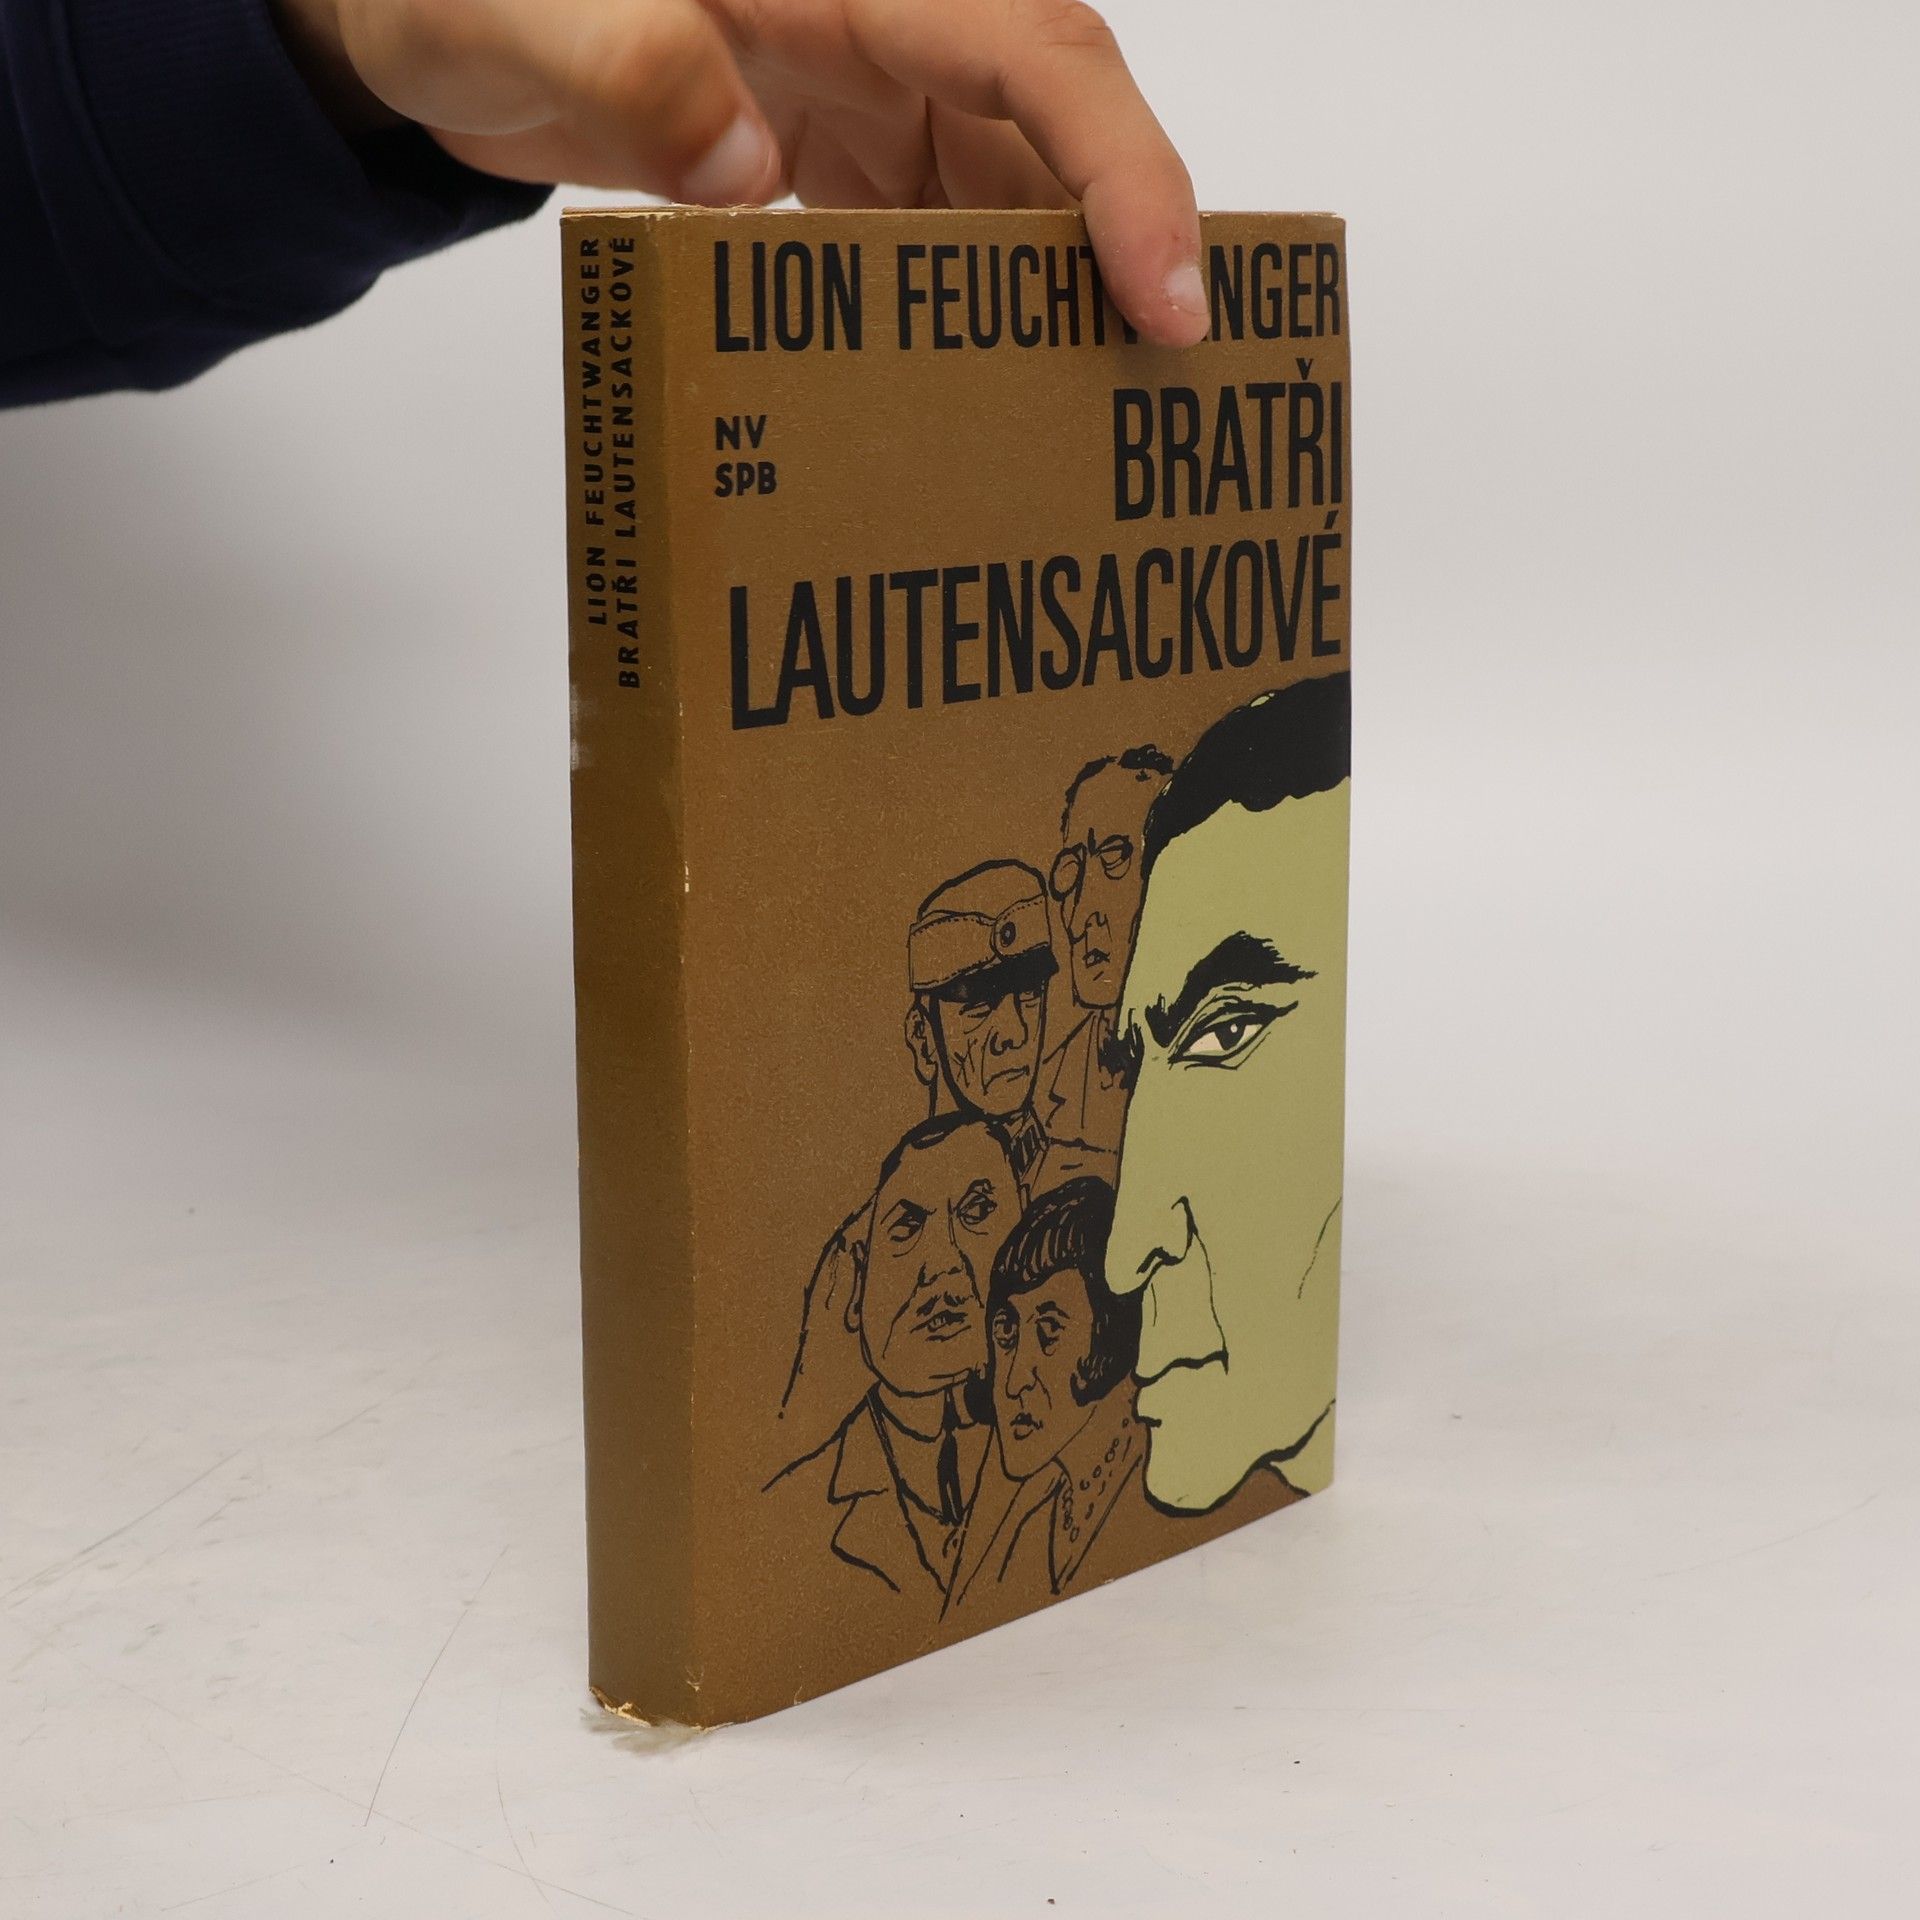 LION FEUCHTWANGER
BRATŘI LAUTENSACKOVÉ
LION FEUCHTWANGER
BRATŘI
NV
SPB
LAUTENSACKOVÉ